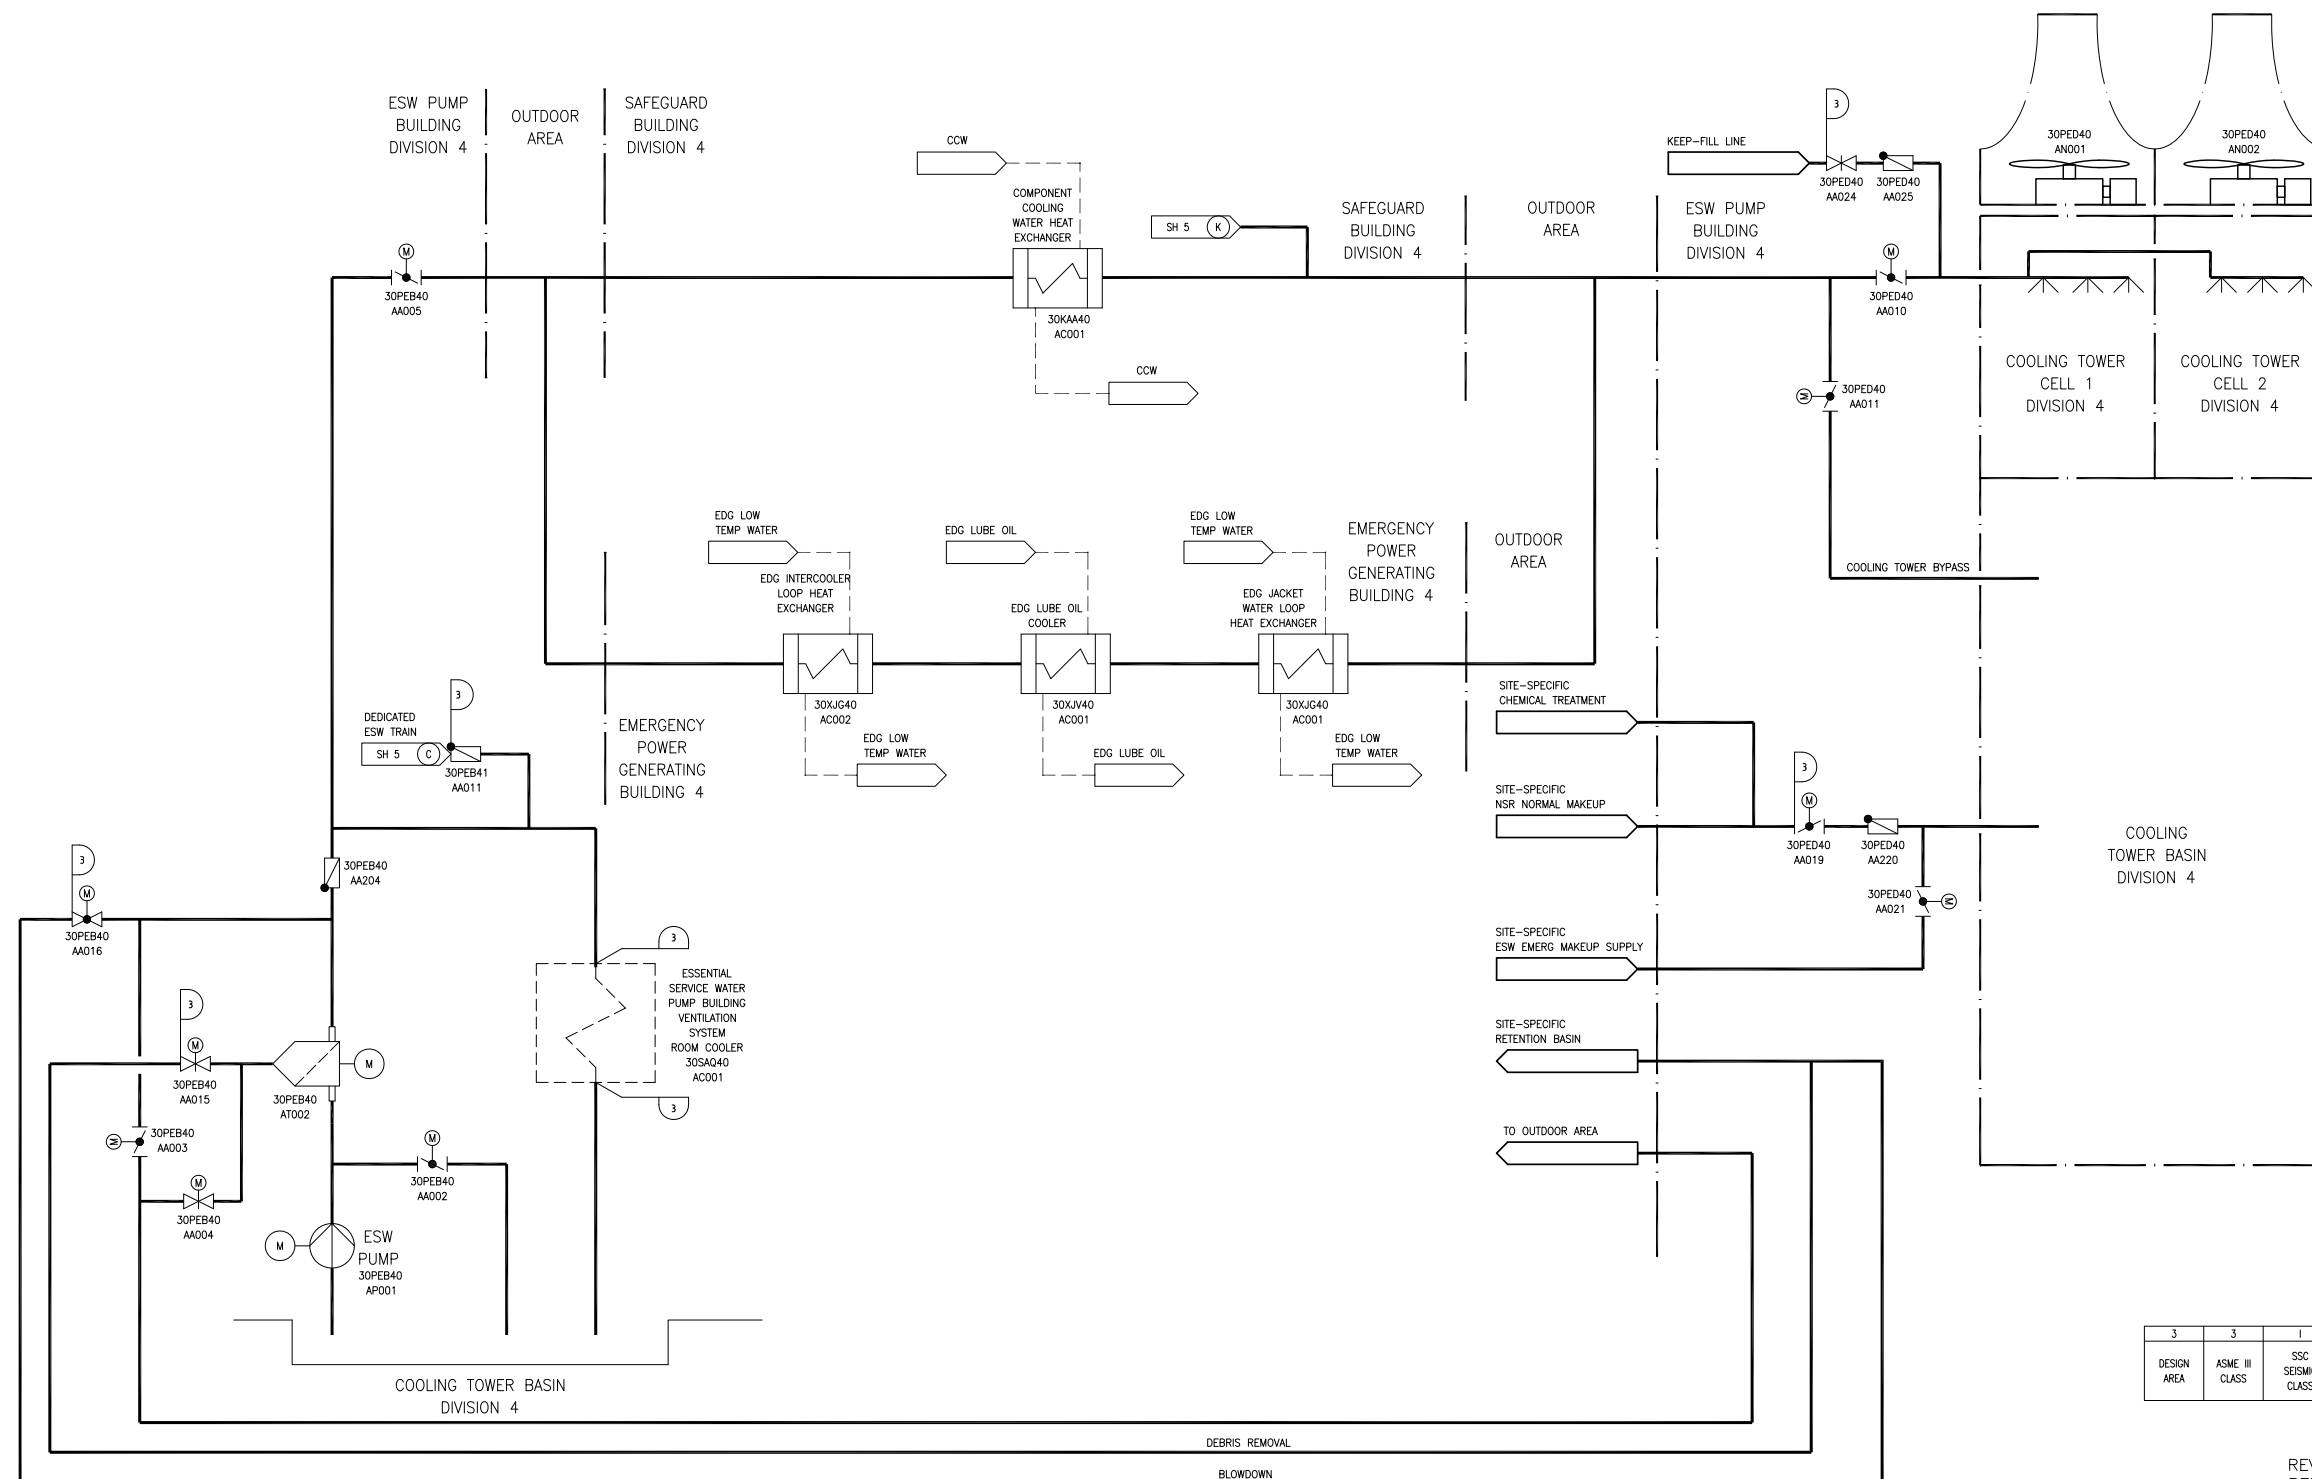 ESW PUMP
BUILDING
DIVISION 4
OUTDOOR
AREA
SAFEGUARD
BUILDING
DIVISION 4
CCW
COMPONENT
COOLING
WATER HEAT
EXCHANGER
SH 5
K
SAFEGUARD
BUILDING
DIVISION 4
OUTDOOR
AREA
ESW PUMP
BUILDING
DIVISION 4
KEEP-FILL LINE
3
30PED40
AA024
30PED40
AA025
30PED40
AN001
30PED40
AN002
M
30PEB40
AA005
30KAA40
AC001
CCW
M
30PED40
AA010
M
30PED40
AA011
COOLING TOWER
CELL 1
DIVISION 4
COOLING TOWER
CELL 2
DIVISION 4
EDG LOW
TEMP WATER
EDG INTERCOOLER
LOOP HEAT
EXCHANGER
EDG LUBE OIL
EDG LUBE OIL
COOLER
EDG LOW
TEMP WATER
EDG JACKET
WATER LOOP
HEAT EXCHANGER
EMERGENCY
POWER
GENERATING
BUILDING 4
OUTDOOR
AREA
COOLING TOWER BYPASS
30XJG40
AC002
30XJV40
AC001
30XJG40
AC001
EDG LOW
TEMP WATER
EDG LUBE OIL
EDG LOW
TEMP WATER
3
DEDICATED
ESW TRAIN
SH 5
C
30PEB41
AA011
EMERGENCY
POWER
GENERATING
BUILDING 4
SITE-SPECIFIC
CHEMICAL TREATMENT
SITE-SPECIFIC
NSR NORMAL MAKEUP
3
M
30PED40
AA019
30PED40
AA220
30PED40
AA021
M
COOLING
TOWER BASIN
DIVISION 4
SITE-SPECIFIC
ESW EMERG MAKEUP SUPPLY
SITE-SPECIFIC
RETENTION BASIN
TO OUTDOOR AREA
30PEB40
AA204
3
M
30PEB40
AA016
3
M
30PEB40
AA015
30PEB40
AT002
M
3
ESSENTIAL
SERVICE WATER
PUMP BUILDING
VENTILATION
SYSTEM
ROOM COOLER
30SAQ40
AC001
3
M
30PEB40
AA003
M
30PEB40
AA004
M
30PEB40
AA002
M
ESW
PUMP
30PEB40
AP001
COOLING TOWER BASIN
DIVISION 4
DEBRIS REMOVAL
BLOWDOWN
3 3 I
DESIGN
AREA
ASME III
CLASS
SSC
SEISMI
CLASS
REV